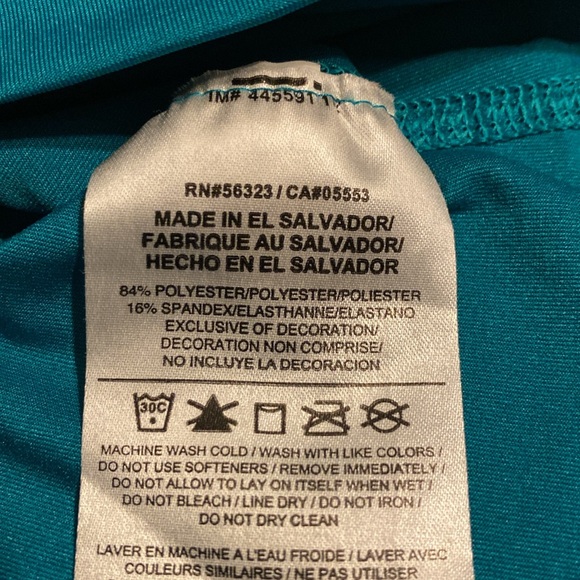 IM# 445591
RN#56323 / CA#05553
MADE IN EL SALVADOR/
FABRIQUE AU SALVADOR/
HECHO EN EL SALVADOR
84% POLYESTER/POLYESTER/POLIESTER
16% SPANDEX/ELASTHANNE/ELASTANO
EXCLUSIVE OF DECORATION/
DECORATION NON COMPRISE/
NO INCLUYE LA DECORACION
30C
MACHINE WASH COLD / WASH WITH LIKE COLORS /
DO NOT USE SOFTENERS / REMOVE IMMEDIATELY /
DO NOT ALLOW TO LAY ON ITSELF WHEN WET /
DO NOT BLEACH / LINE DRY / DO NOT IRON /
DO NOT DRY CLEAN
LAVER EN MACHINE A L'EAU FROIDE / LAVER AVEC
COULEURS SIMILAIRES / NE PAS UTILISER